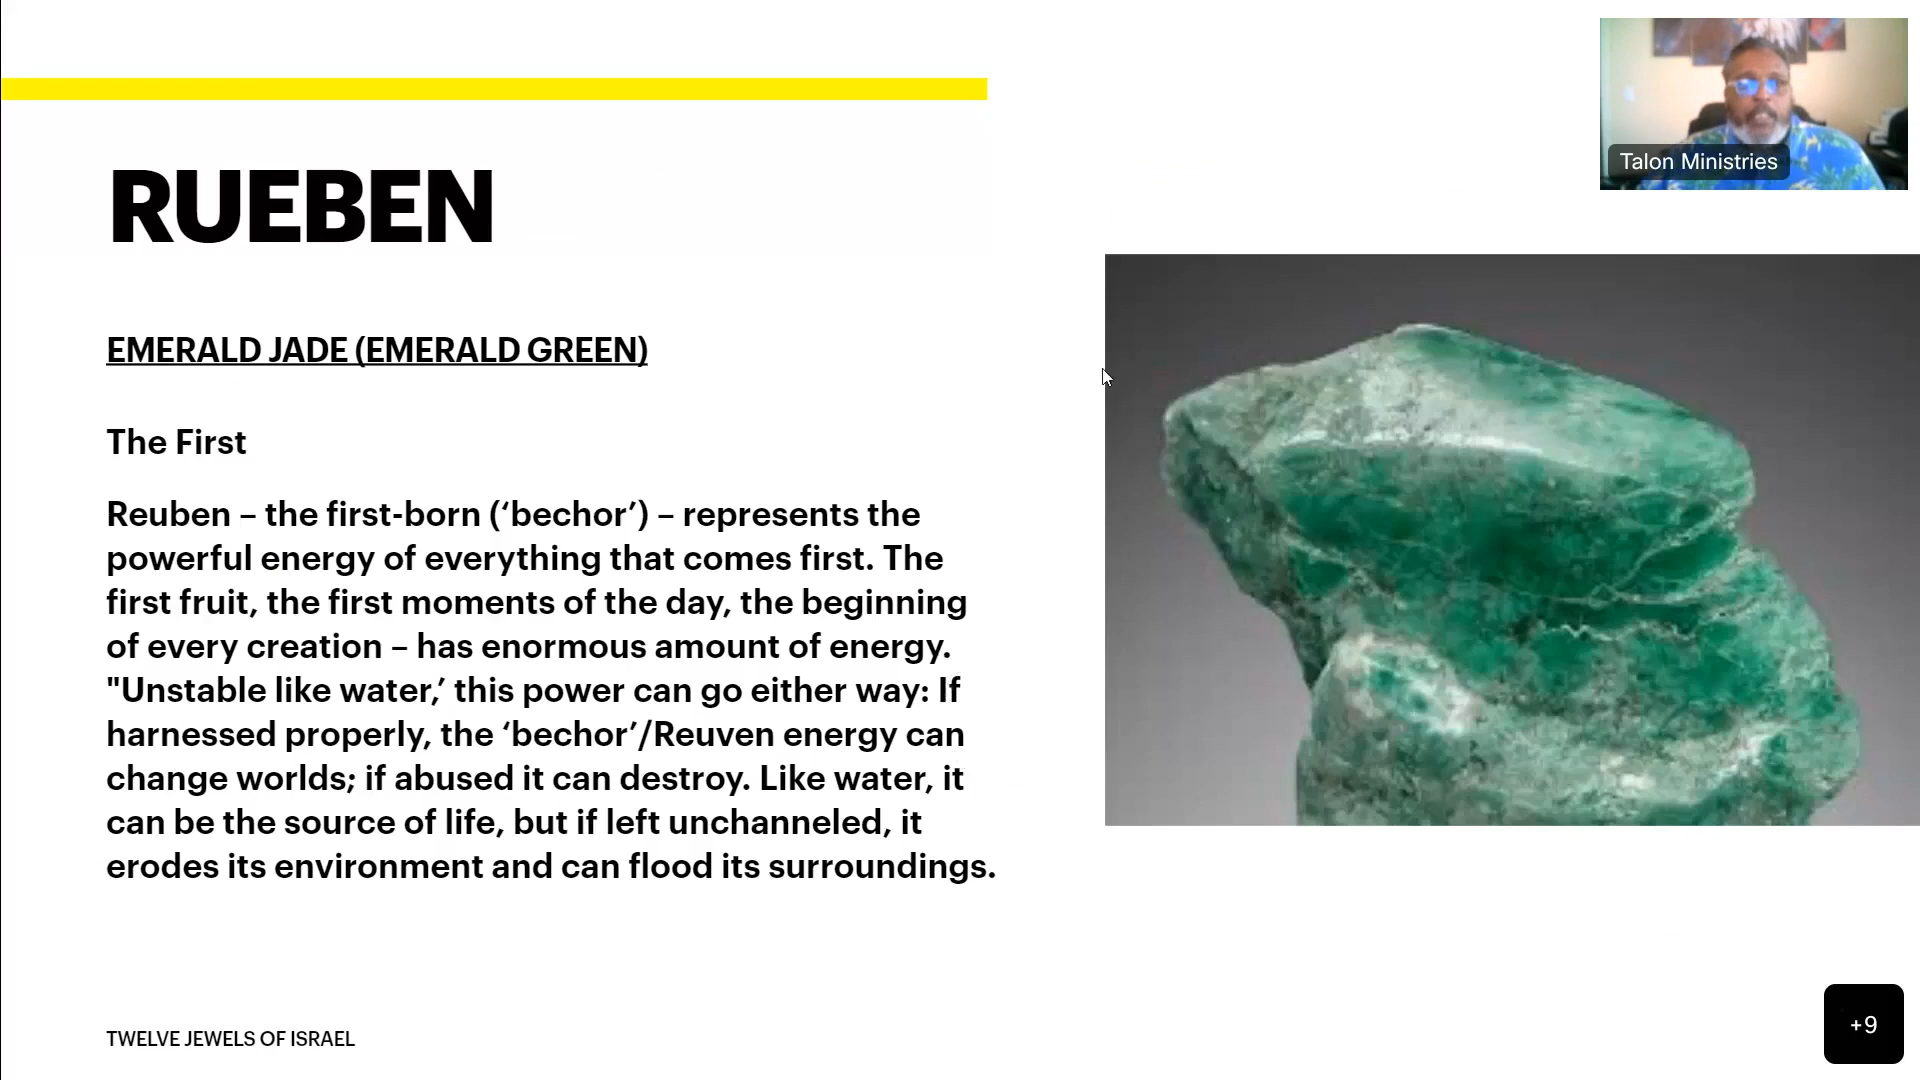 Talon Ministries
RUEBEN
EMERALD JADE (EMERALD GREEN)
The First
Reuben – the first-born (‘bechor’) – represents the
powerful energy of everything that comes first. The
first fruit, the first moments of the day, the beginning
of every creation – has enormous amount of energy.
"Unstable like water,’ this power can go either way: If
harnessed properly, the ‘bechor’/Reuven energy can
change worlds; if abused it can destroy. Like water, it
can be the source of life, but if left unchanneled, it
erodes its environment and can flood its surroundings.
TWELVE JEWELS OF ISRAEL
+9